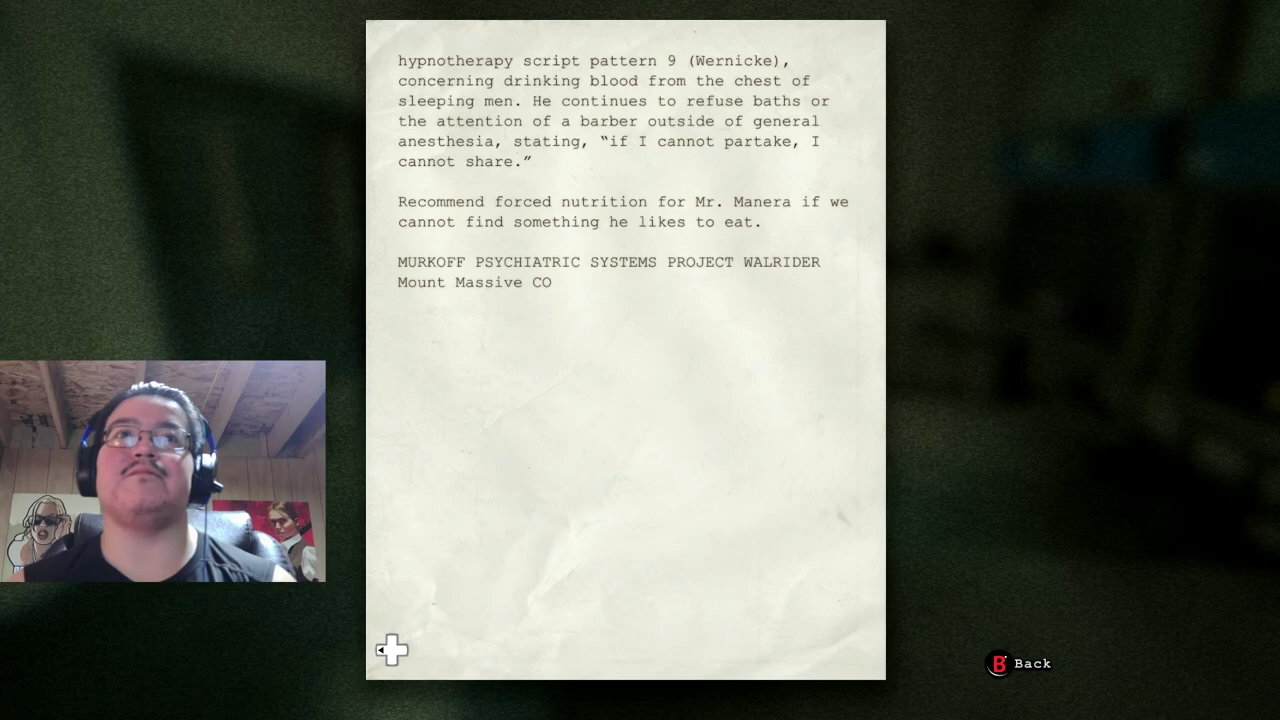 hypnotherapy script pattern 9 (Wernicke),
concerning drinking blood from the chest of
sleeping men. He continues to refuse baths or
the attention of a barber outside of general
anesthesia, stating, “if I cannot partake, I
cannot share.”
Recommend forced nutrition for Mr. Manera if we
cannot find something he likes to eat.
MURKOFF PSYCHIATRIC SYSTEMS PROJECT WALRIDER
Mount Massive CO
B Back